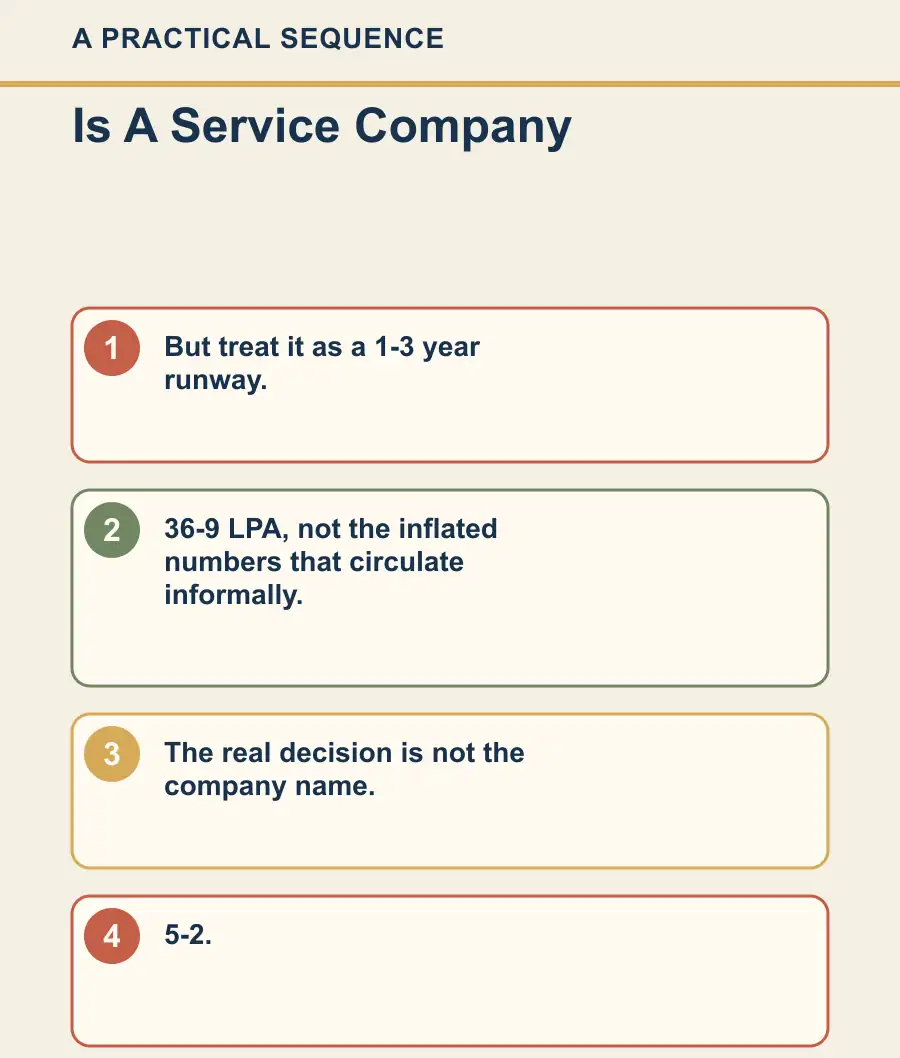 A PRACTICAL SEQUENCE
Is A Service Company
1
But treat it as a 1-3 year
runway.
2
36-9 LPA, not the inflated
numbers that circulate
informally.
3
The real decision is not the
company name.
4
5-2.